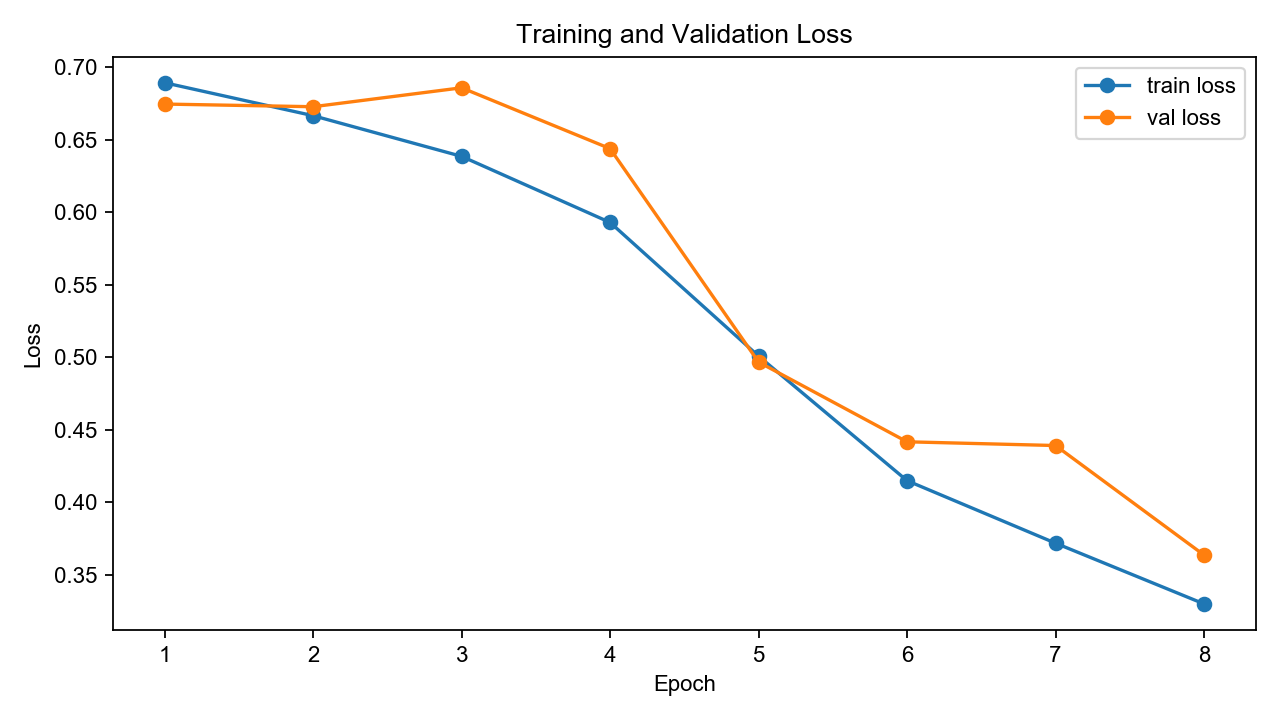 Training and Validation Loss
train loss
val loss
0.70
0.65
0.60
0.55
0.50
0.45
0.40
0.35
Loss
1 2 3 4 5 6 7 8
Epoch